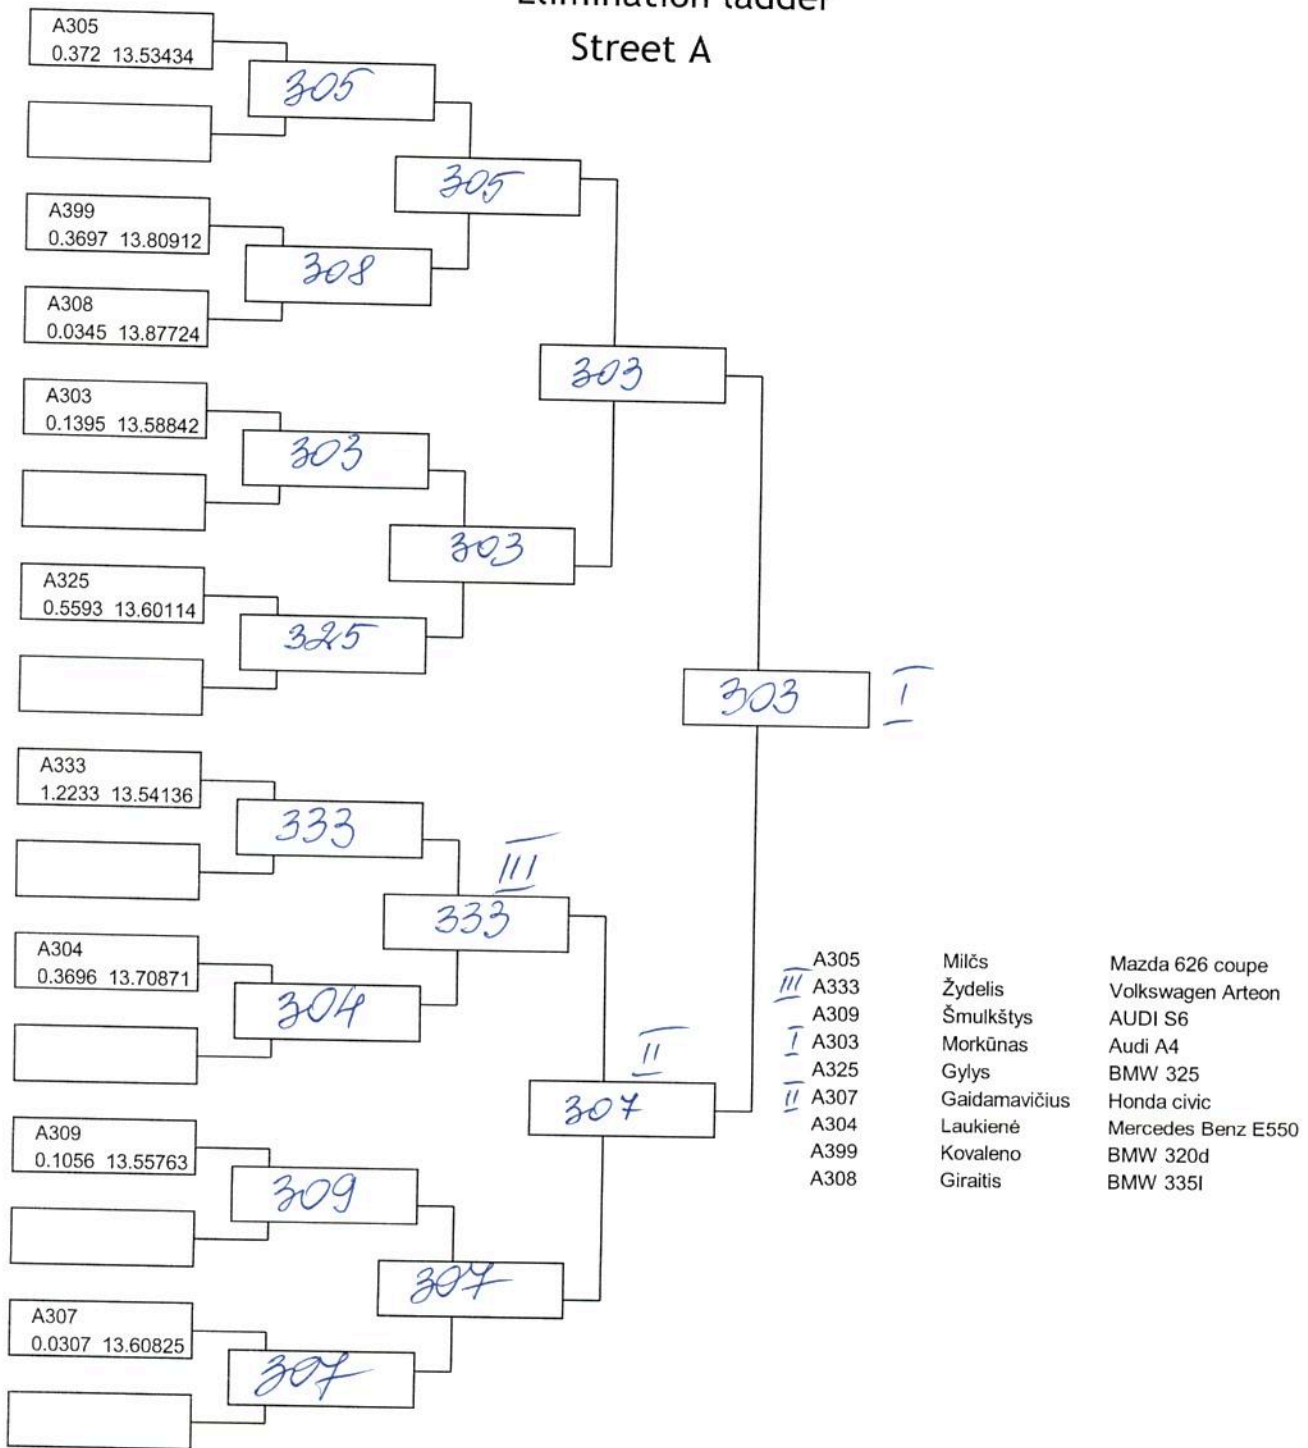 Elimination ladder
Street A
A305
0.372 13.53434
305
305
A399
0.3697 13.80912
308
A308
0.0345 13.87724
303
A303
0.1395 13.58842
303
303
A325
0.5593 13.60114
325
303 I
A333
1.2233 13.54136
333
III
333
A304
0.3696 13.70871
304
II
307
A309
0.1056 13.55763
309
307
A307
0.0307 13.60825
307
A305 Milčs Mazda 626 coupe
III A333 Žydelis Volkswagen Arteon
A309 Šmulkštys AUDI S6
I A303 Morkūnas Audi A4
A325 Gylys BMW 325
II A307 Gaidamavičius Honda civic
A304 Laukienė Mercedes Benz E550
A399 Kovaleno BMW 320d
A308 Giraitis BMW 335I